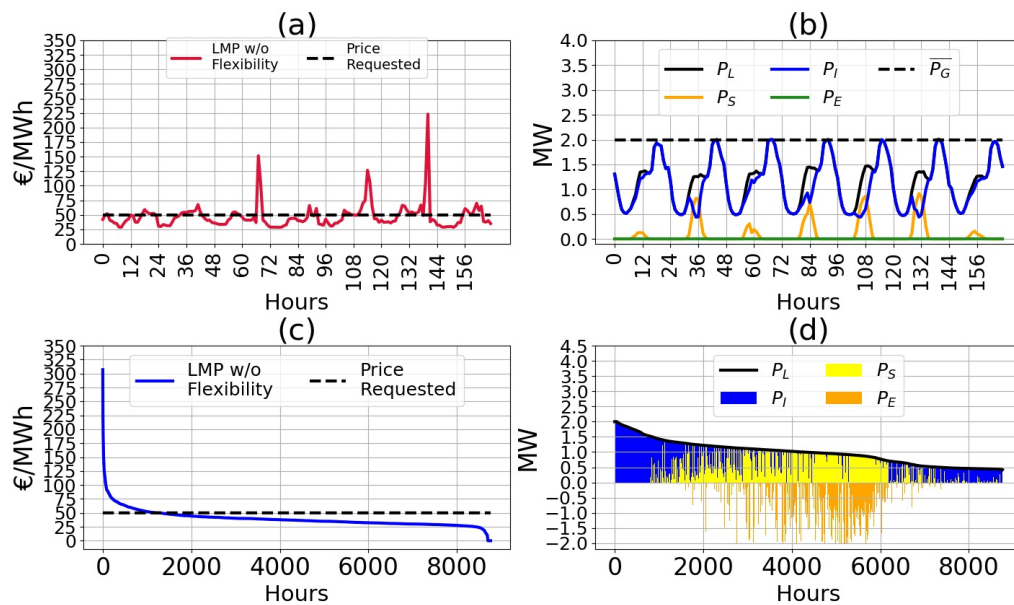 (a)
€/MWh
350
325
300
275
250
225
200
175
150
125
100
75
50
25
0
LMP w/o
Flexibility
Price
Requested
0 12 24 36 48 60 72 84 96 108 120 132 144 156
Hours
(b)
MW
4.0
3.5
3.0
2.5
2.0
1.5
1.0
0.5
0.0
P_L P_I P_G
P_S P_E
0 12 24 36 48 60 72 84 96 108 120 132 144 156
Hours
(c)
€/MWh
350
325
300
275
250
225
200
175
150
125
100
75
50
25
0
LMP w/o
Flexibility
Price
Requested
0 2000 4000 6000 8000
Hours
(d)
MW
4.5
4.0
3.5
3.0
2.5
2.0
1.5
1.0
0.5
0.0
−0.5
−1.0
−1.5
−2.0
P_L P_S
P_I P_E
0 2000 4000 6000 8000
Hours